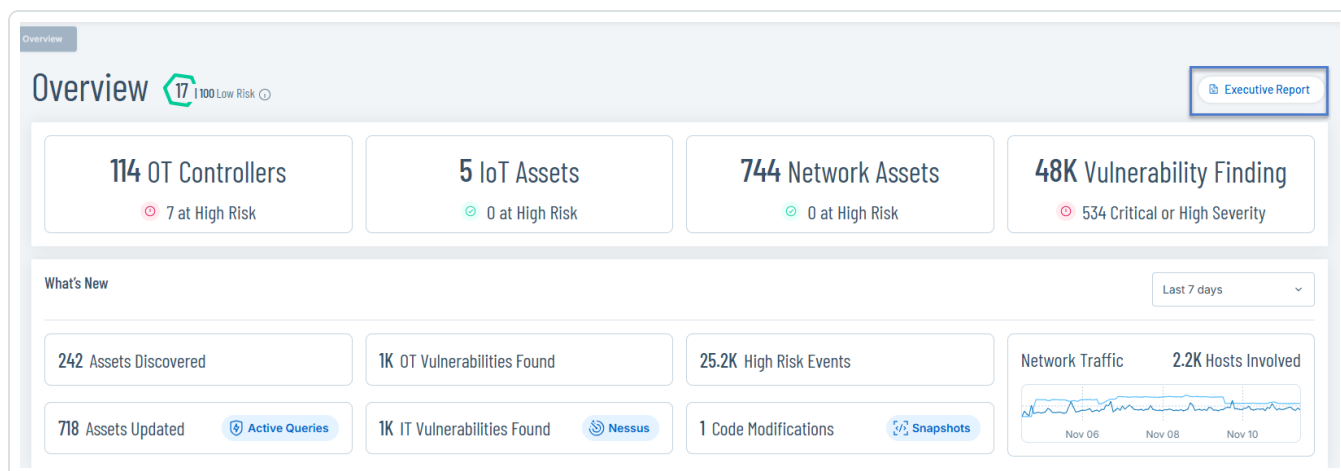 Overview
Overview 17 | 100 Low Risk
Executive Report
114 OT Controllers
7 at High Risk
5 IoT Assets
0 at High Risk
744 Network Assets
0 at High Risk
48K Vulnerability Finding
534 Critical or High Severity
What's New
Last 7 days
242 Assets Discovered
1K OT Vulnerabilities Found
25.2K High Risk Events
Network Traffic 2.2K Hosts Involved
718 Assets Updated Active Queries
1K IT Vulnerabilities Found Nessus
1 Code Modifications Snapshots
Nov 06 Nov 08 Nov 10